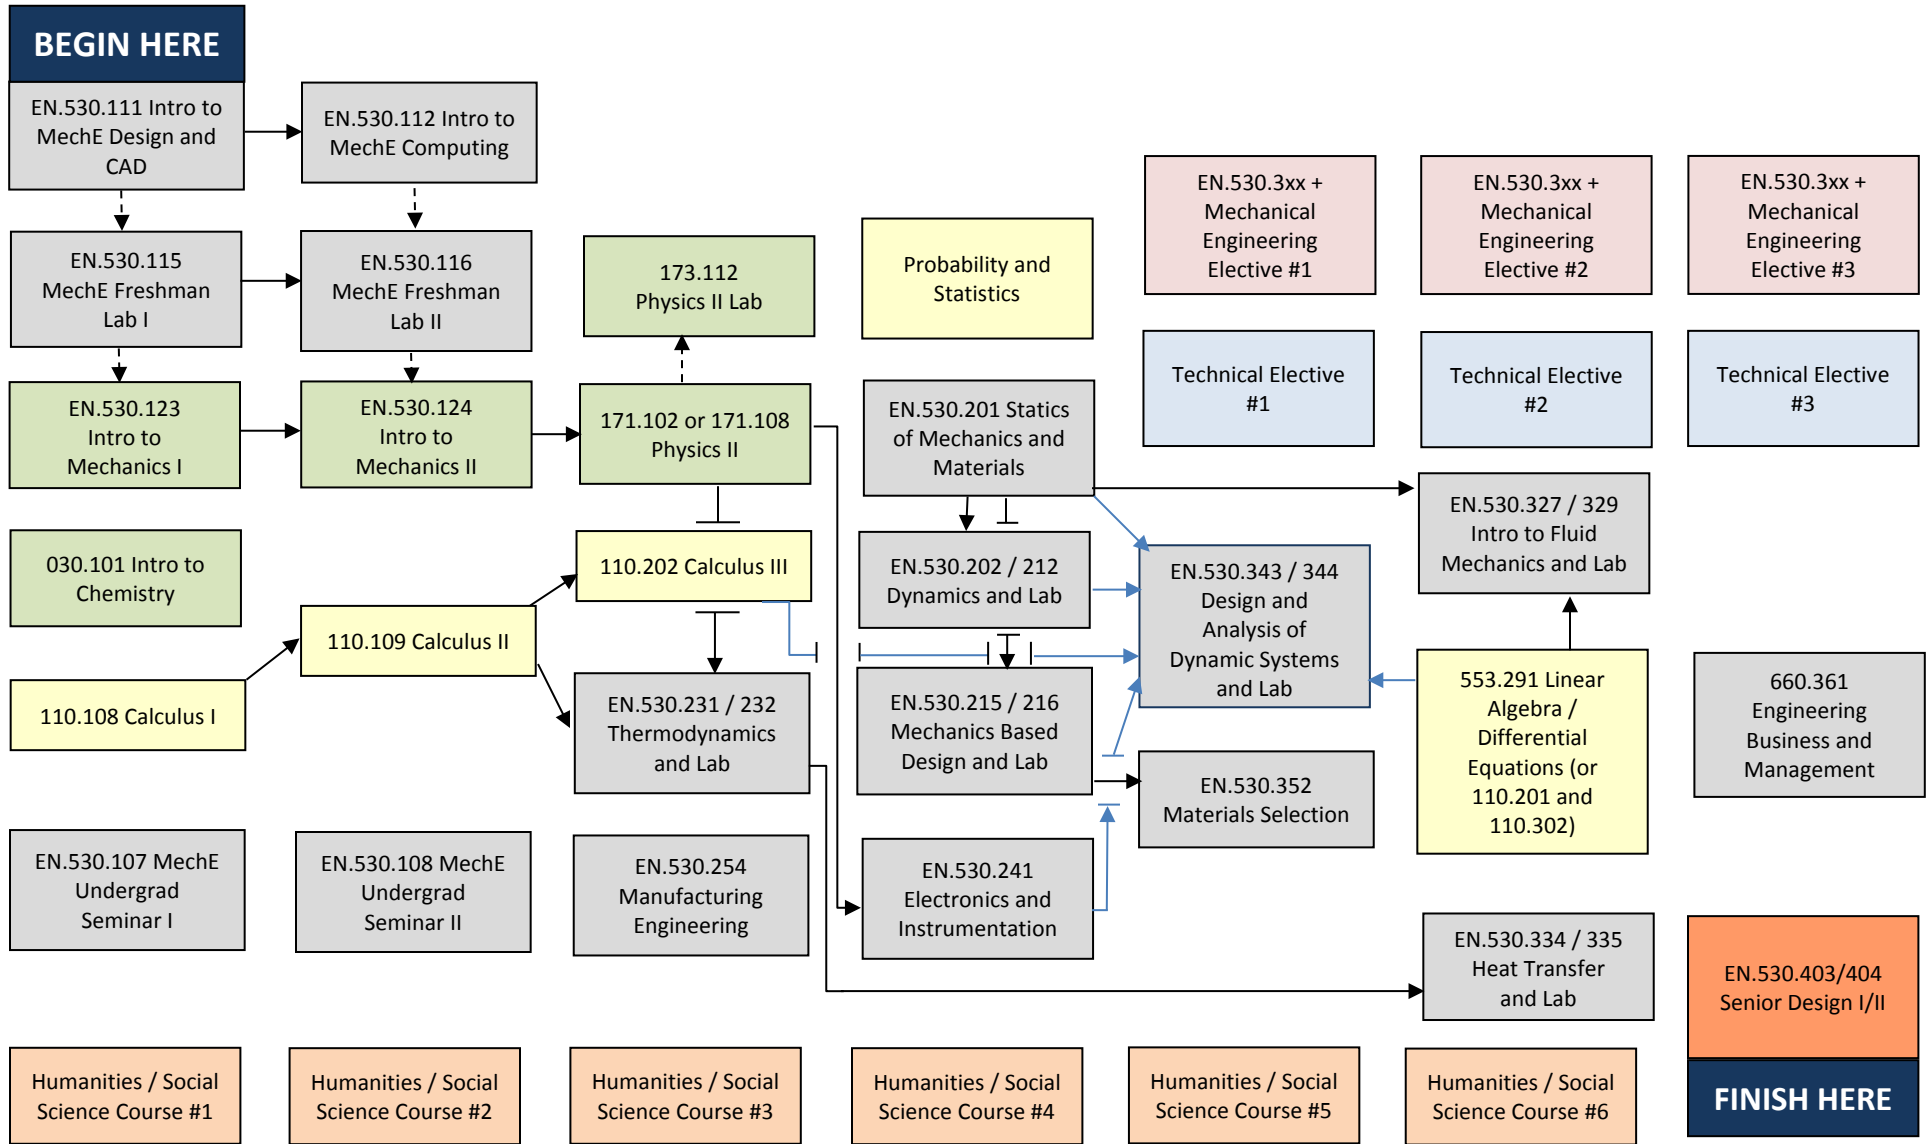 BEGIN HERE
EN.530.111 Intro to
MechE Design and
CAD
EN.530.112 Intro to
MechE Computing
EN.530.115
MechE Freshman
Lab I
EN.530.116
MechE Freshman
Lab II
173.112
Physics II Lab
Probability and
Statistics
EN.530.3xx +
Mechanical
Engineering
Elective #1
EN.530.3xx +
Mechanical
Engineering
Elective #2
EN.530.3xx +
Mechanical
Engineering
Elective #3
EN.530.123
Intro to
Mechanics I
EN.530.124
Intro to
Mechanics II
171.102 or 171.108
Physics II
EN.530.201 Statics
of Mechanics and
Materials
Technical Elective
#1
Technical Elective
#2
Technical Elective
#3
030.101 Intro to
Chemistry
110.202 Calculus III
EN.530.202 / 212
Dynamics and Lab
EN.530.343 / 344
Design and
Analysis of
Dynamic Systems
and Lab
EN.530.327 / 329
Intro to Fluid
Mechanics and Lab
110.108 Calculus I
110.109 Calculus II
EN.530.231 / 232
Thermodynamics
and Lab
EN.530.215 / 216
Mechanics Based
Design and Lab
EN.530.352
Materials Selection
553.291 Linear
Algebra /
Differential
Equations (or
110.201 and
110.302)
660.361
Engineering
Business and
Management
EN.530.107 MechE
Undergrad
Seminar I
EN.530.108 MechE
Undergrad
Seminar II
EN.530.254
Manufacturing
Engineering
EN.530.241
Electronics and
Instrumentation
EN.530.334 / 335
Heat Transfer
and Lab
EN.530.403/404
Senior Design I/II
Humanities / Social
Science Course #1
Humanities / Social
Science Course #2
Humanities / Social
Science Course #3
Humanities / Social
Science Course #4
Humanities / Social
Science Course #5
Humanities / Social
Science Course #6
FINISH HERE